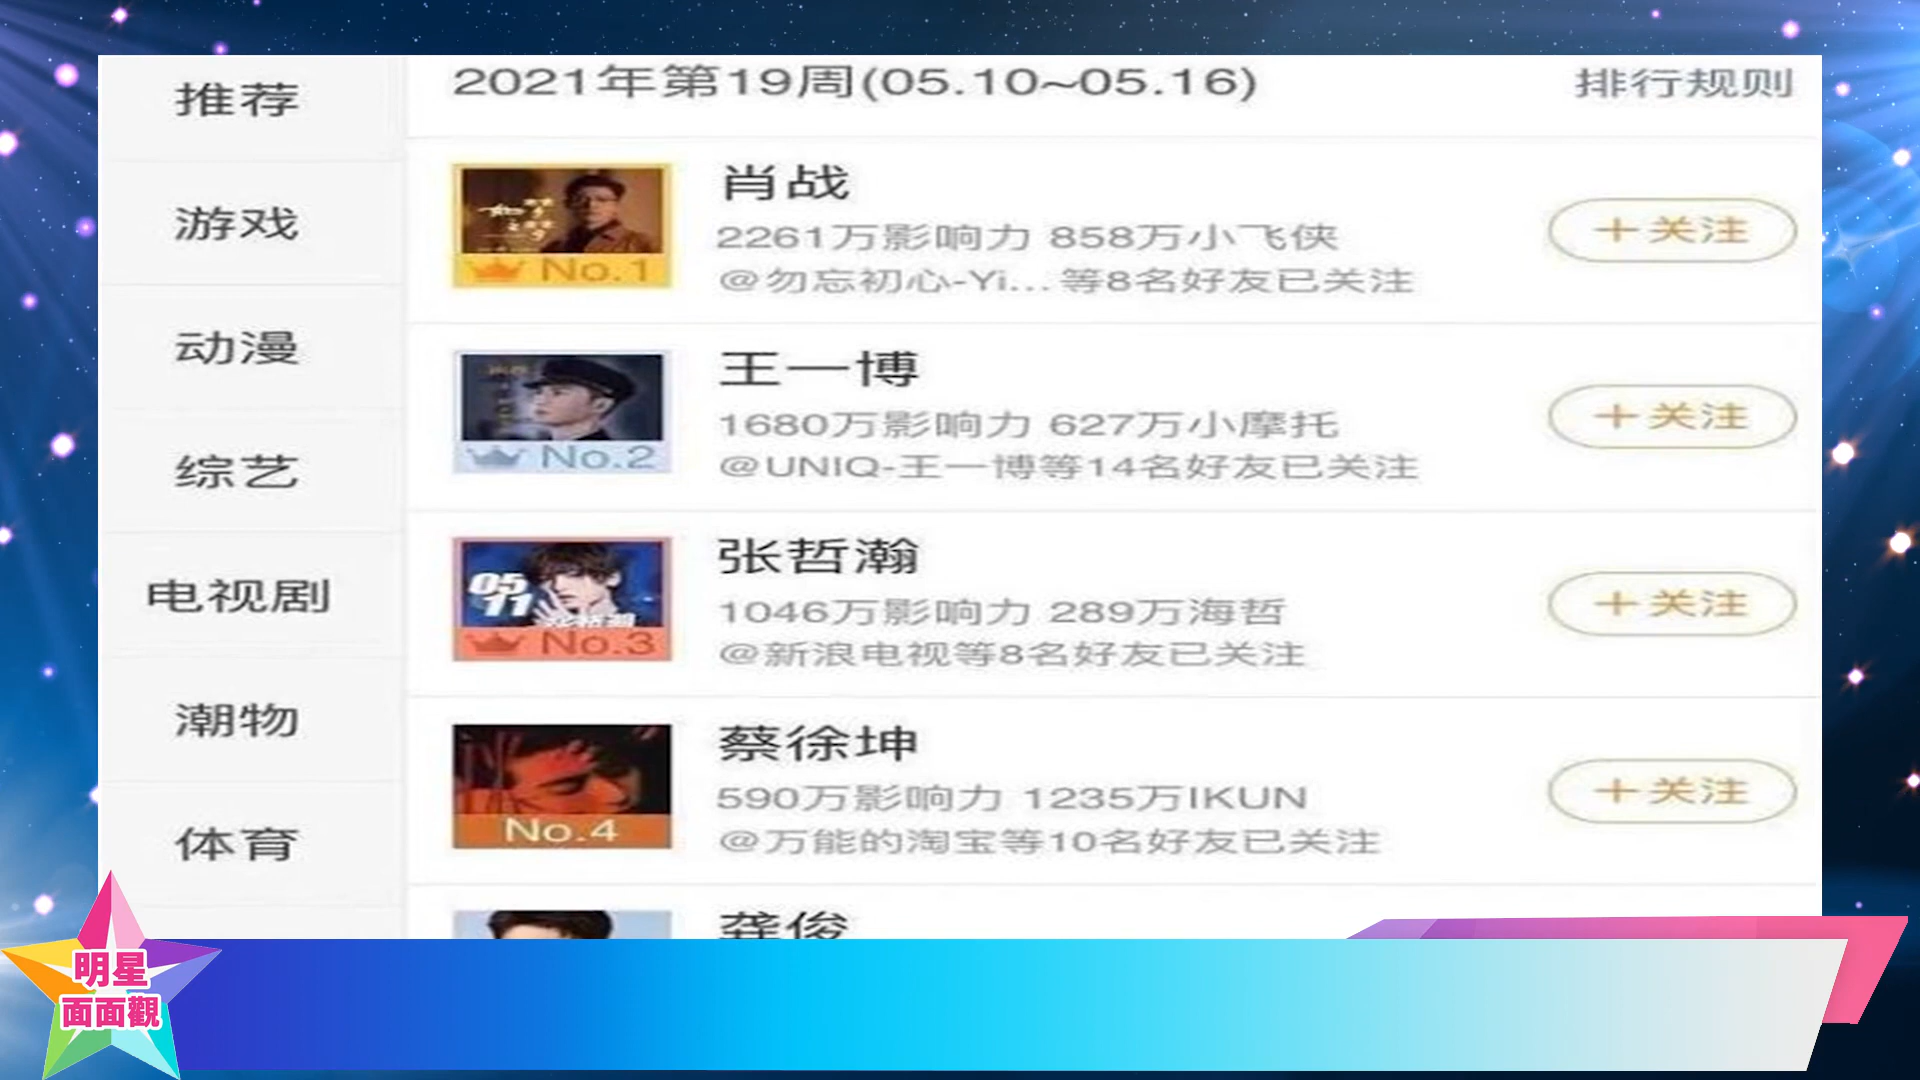 推荐
游戏
动漫
综艺
电视剧
潮物
体育
2021年第19周(05.10~05.16)
排行规则
No.1
肖战
2261万影响力 858万小飞侠
@勿忘初心-Yi...等8名好友已关注
+关注
No.2
王一博
1680万影响力 627万小摩托
@UNIQ-王一博等14名好友已关注
+关注
05
11
No.3
张哲瀚
1046万影响力 289万海哲
@新浪电视等8名好友已关注
+关注
No.4
蔡徐坤
590万影响力 1235万IKUN
@万能的淘宝等10名好友已关注
+关注
龚俊
明星
面面觀